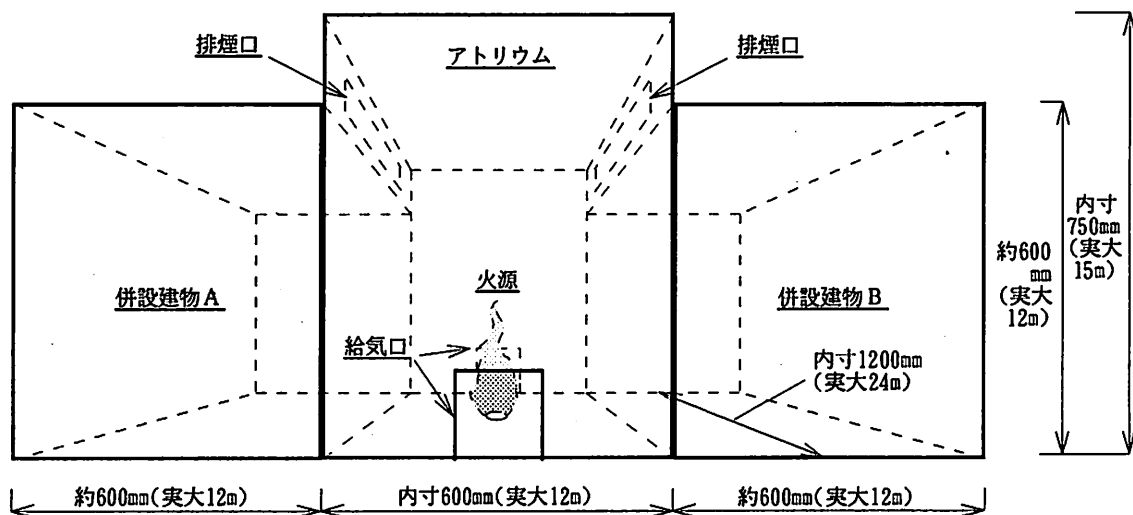 排煙口
アトリウム
排煙口
併設建物A
火源
併設建物B
給気口
内寸1200mm
(実大24m)
約600
mm
(実大
12m)
内寸
750mm
(実大
15m)
約600mm(実大12m)
内寸600mm(実大12m)
約600mm(実大12m)